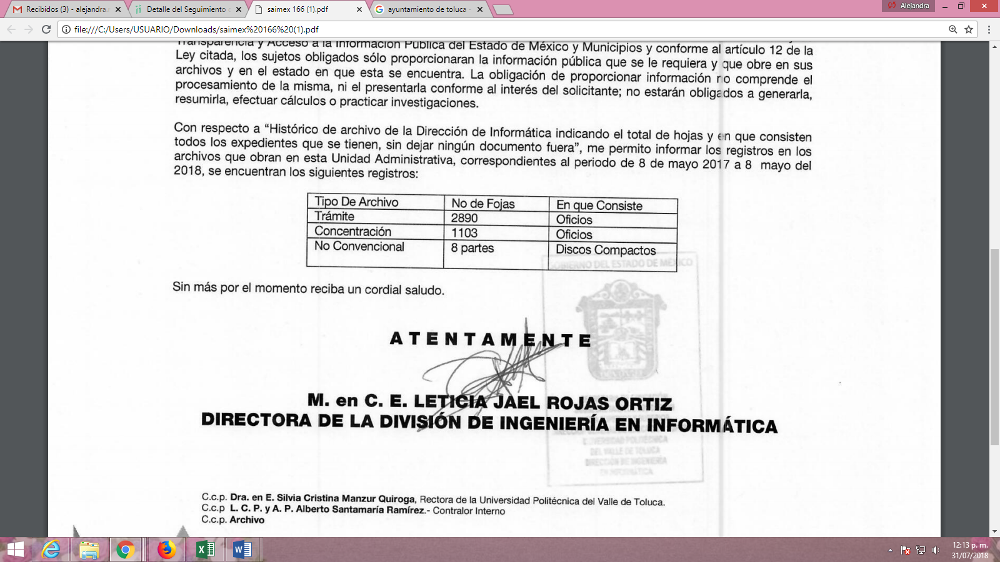 Recibidos (3) - alejandra.
Detalle del Seguimiento
saimex 166 (1).pdf
ayuntamiento de toluca
Alejandra
file:///C:/Users/USUARIO/Downloads/saimex%20166%20(1).pdf
Transparencia y Acceso a la Información Pública del Estado de México y Municipios y conforme al artículo 12 de la
Ley citada, los sujetos obligados sólo proporcionaran la información pública que se le requiera y que obre en sus
archivos y en el estado en que esta se encuentra. La obligación de proporcionar información no comprende el
procesamiento de la misma, ni el presentarla conforme al interés del solicitante; no estarán obligados a generarla,
resumirla, efectuar cálculos o practicar investigaciones.
Con respecto a “Histórico de archivo de la Dirección de Informática indicando el total de hojas y en que consisten
todos los expedientes que se tienen, sin dejar ningún documento fuera”, me permito informar los registros en los
archivos que obran en esta Unidad Administrativa, correspondientes al periodo de 8 de mayo 2017 a 8 mayo del
2018, se encuentran los siguientes registros:
Tipo De Archivo No de Fojas En que Consiste
Trámite 2890 Oficios
Concentración 1103 Oficios
No Convencional 8 partes Discos Compactos
GOBIERNO DEL ESTADO DE MÉXICO
Sin más por el momento reciba un cordial saludo.
A T E N T A M E N T E
M. en C. E. LETICIA JAEL ROJAS ORTIZ
DIRECTORA DE LA DIVISIÓN DE INGENIERÍA EN INFORMÁTICA
UNIVERSIDAD POLITÉCNICA
DEL VALLE DE TOLUCA
DIRECCIÓN DE INGENIERÍA
EN INFORMÁTICA
C.c.p. Dra. en E. Silvia Cristina Manzur Quiroga, Rectora de la Universidad Politécnica del Valle de Toluca.
C.c.p L. C. P. y A. P. Alberto Santamaría Ramírez.- Contralor Interno
C.c.p. Archivo
12:13 p. m.
31/07/2018